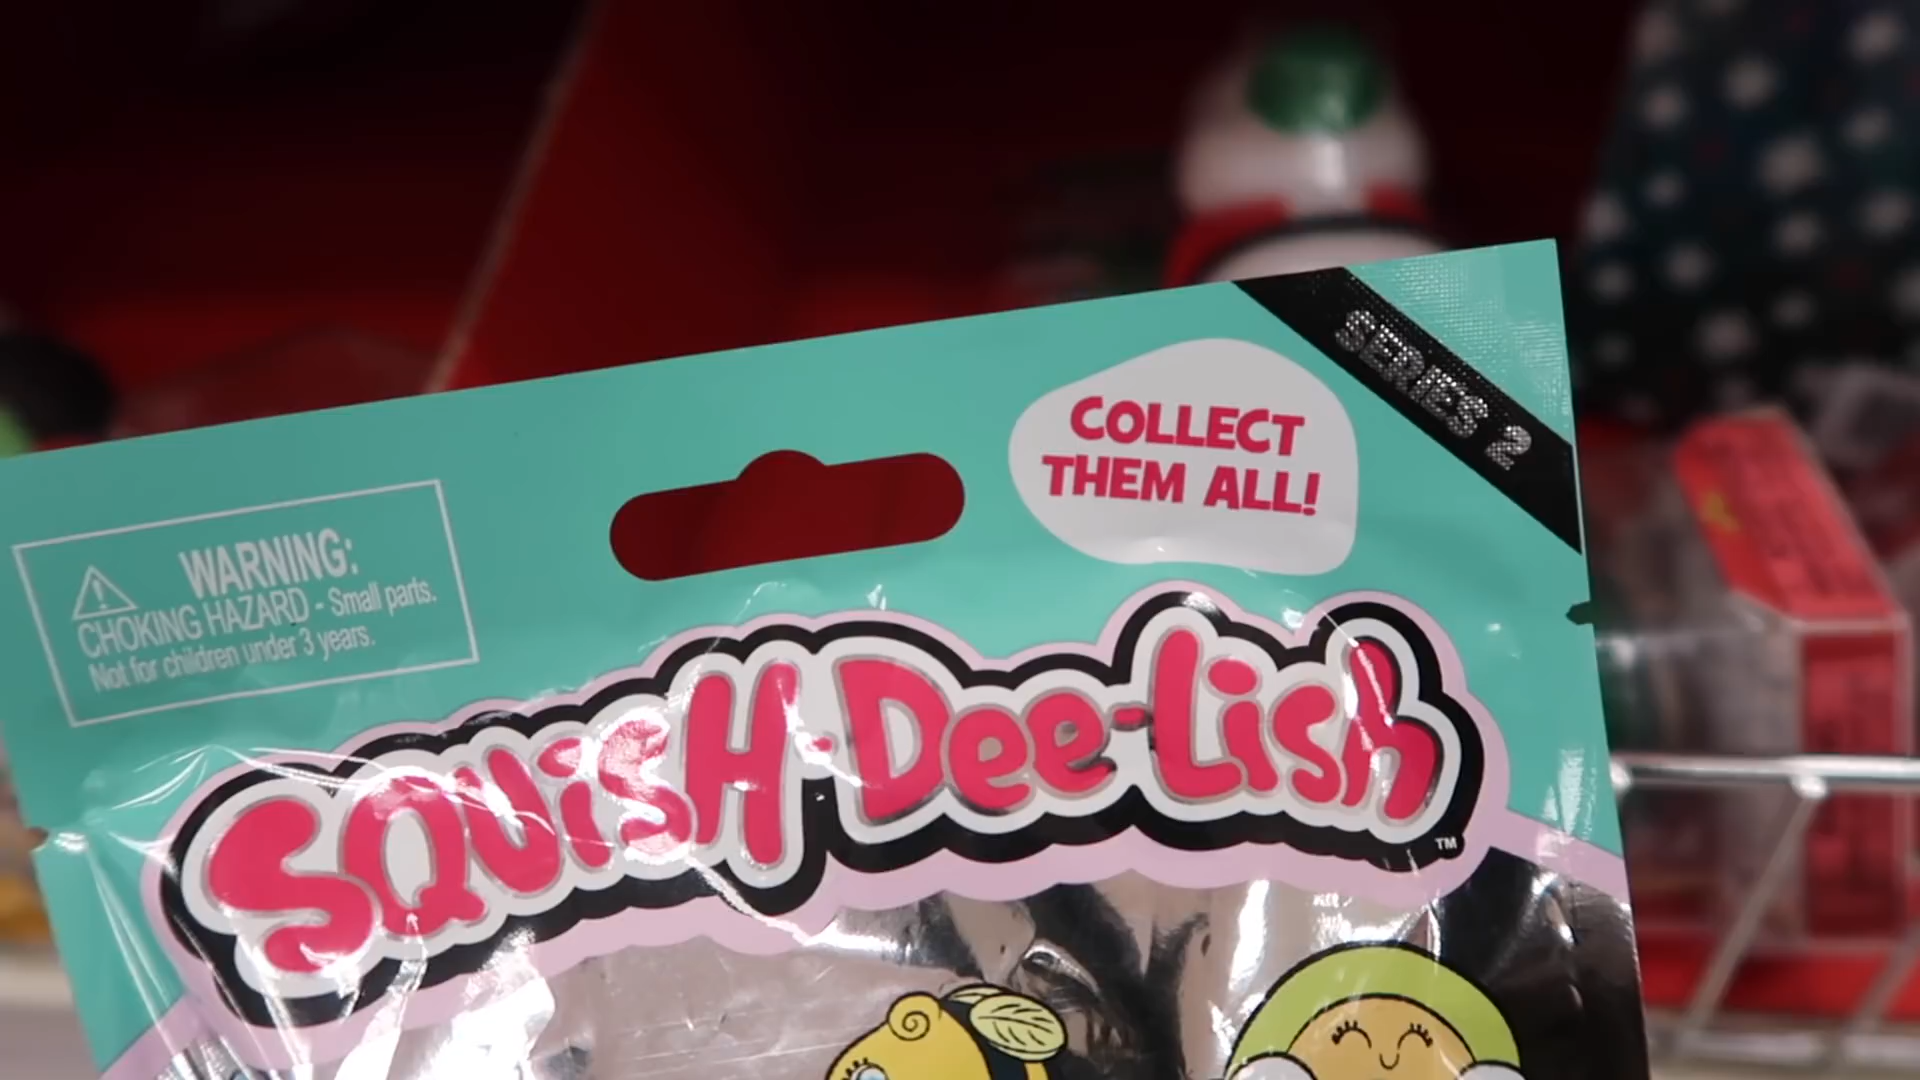 SERIES 2
COLLECT
THEM ALL!
WARNING:
CHOKING HAZARD - Small parts.
Not for children under 3 years.
SQUiSH-Dee-Lish
TM